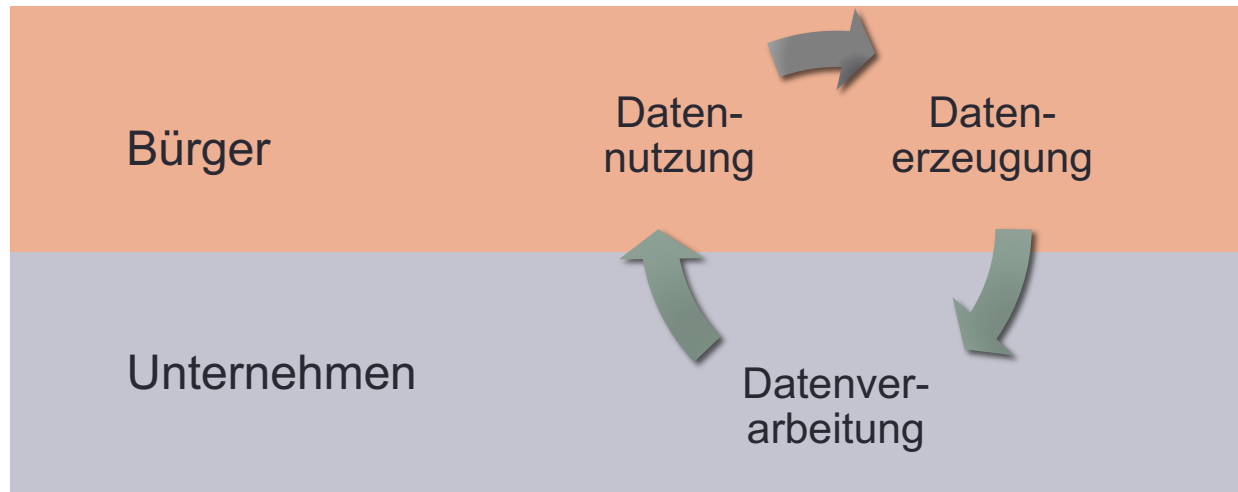 Bürger
Daten-
nutzung
Daten-
erzeugung
Unternehmen
Datenver-
arbeitung